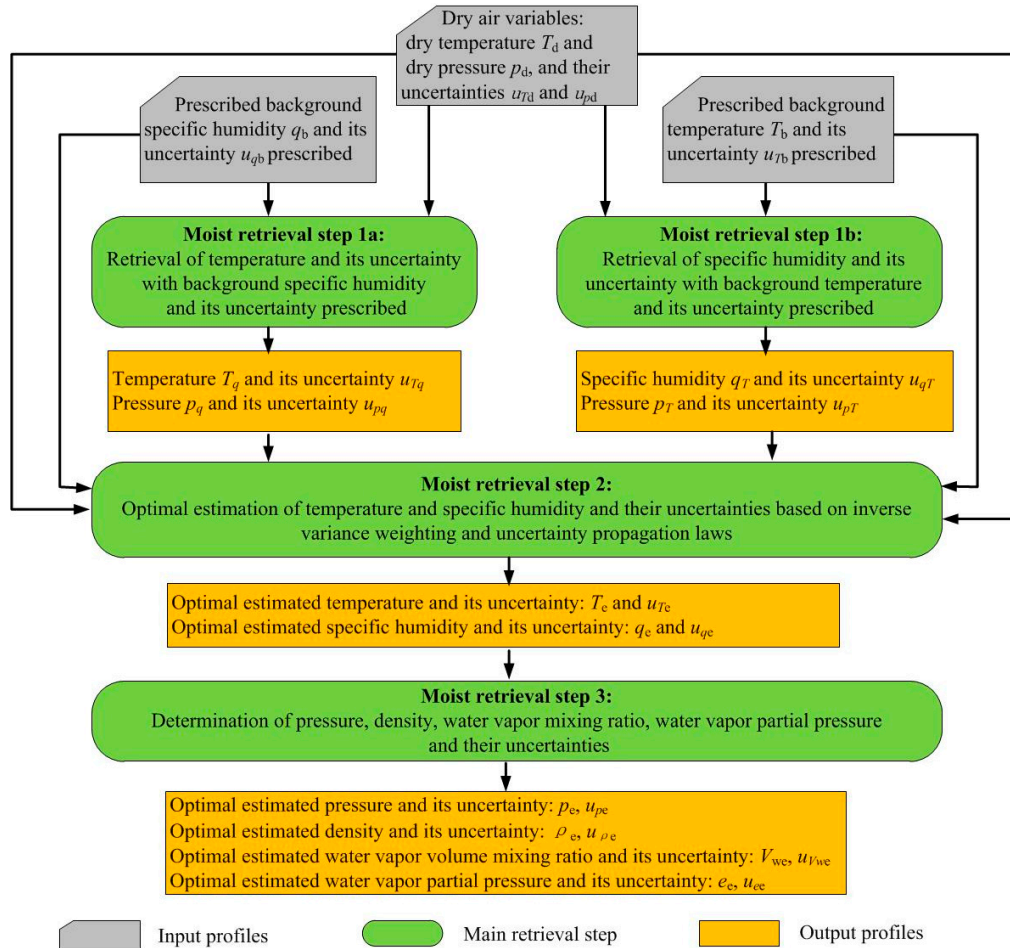 Dry air variables:
dry temperature Td and
dry pressure pd, and their
uncertainties uTd and upd
Prescribed background
specific humidity qb and its
uncertainty uqb prescribed
Prescribed background
temperature Tb and its
uncertainty uTb prescribed
Moist retrieval step 1a:
Retrieval of temperature and its uncertainty
with background specific humidity
and its uncertainty prescribed
Moist retrieval step 1b:
Retrieval of specific humidity and its
uncertainty with background temperature
and its uncertainty prescribed
Temperature Tq and its uncertainty uTq
Pressure pq and its uncertainty upq
Specific humidity qT and its uncertainty uqT
Pressure pT and its uncertainty upT
Moist retrieval step 2:
Optimal estimation of temperature and specific humidity and their uncertainties based on inverse
variance weighting and uncertainty propagation laws
Optimal estimated temperature and its uncertainty: Te and uTe
Optimal estimated specific humidity and its uncertainty: qe and uqe
Moist retrieval step 3:
Determination of pressure, density, water vapor mixing ratio, water vapor partial pressure
and their uncertainties
Optimal estimated pressure and its uncertainty: pe, upe
Optimal estimated density and its uncertainty: ρe, uρe
Optimal estimated water vapor volume mixing ratio and its uncertainty: Vwe, uVwe
Optimal estimated water vapor partial pressure and its uncertainty: ee, uee
Input profiles
Main retrieval step
Output profiles